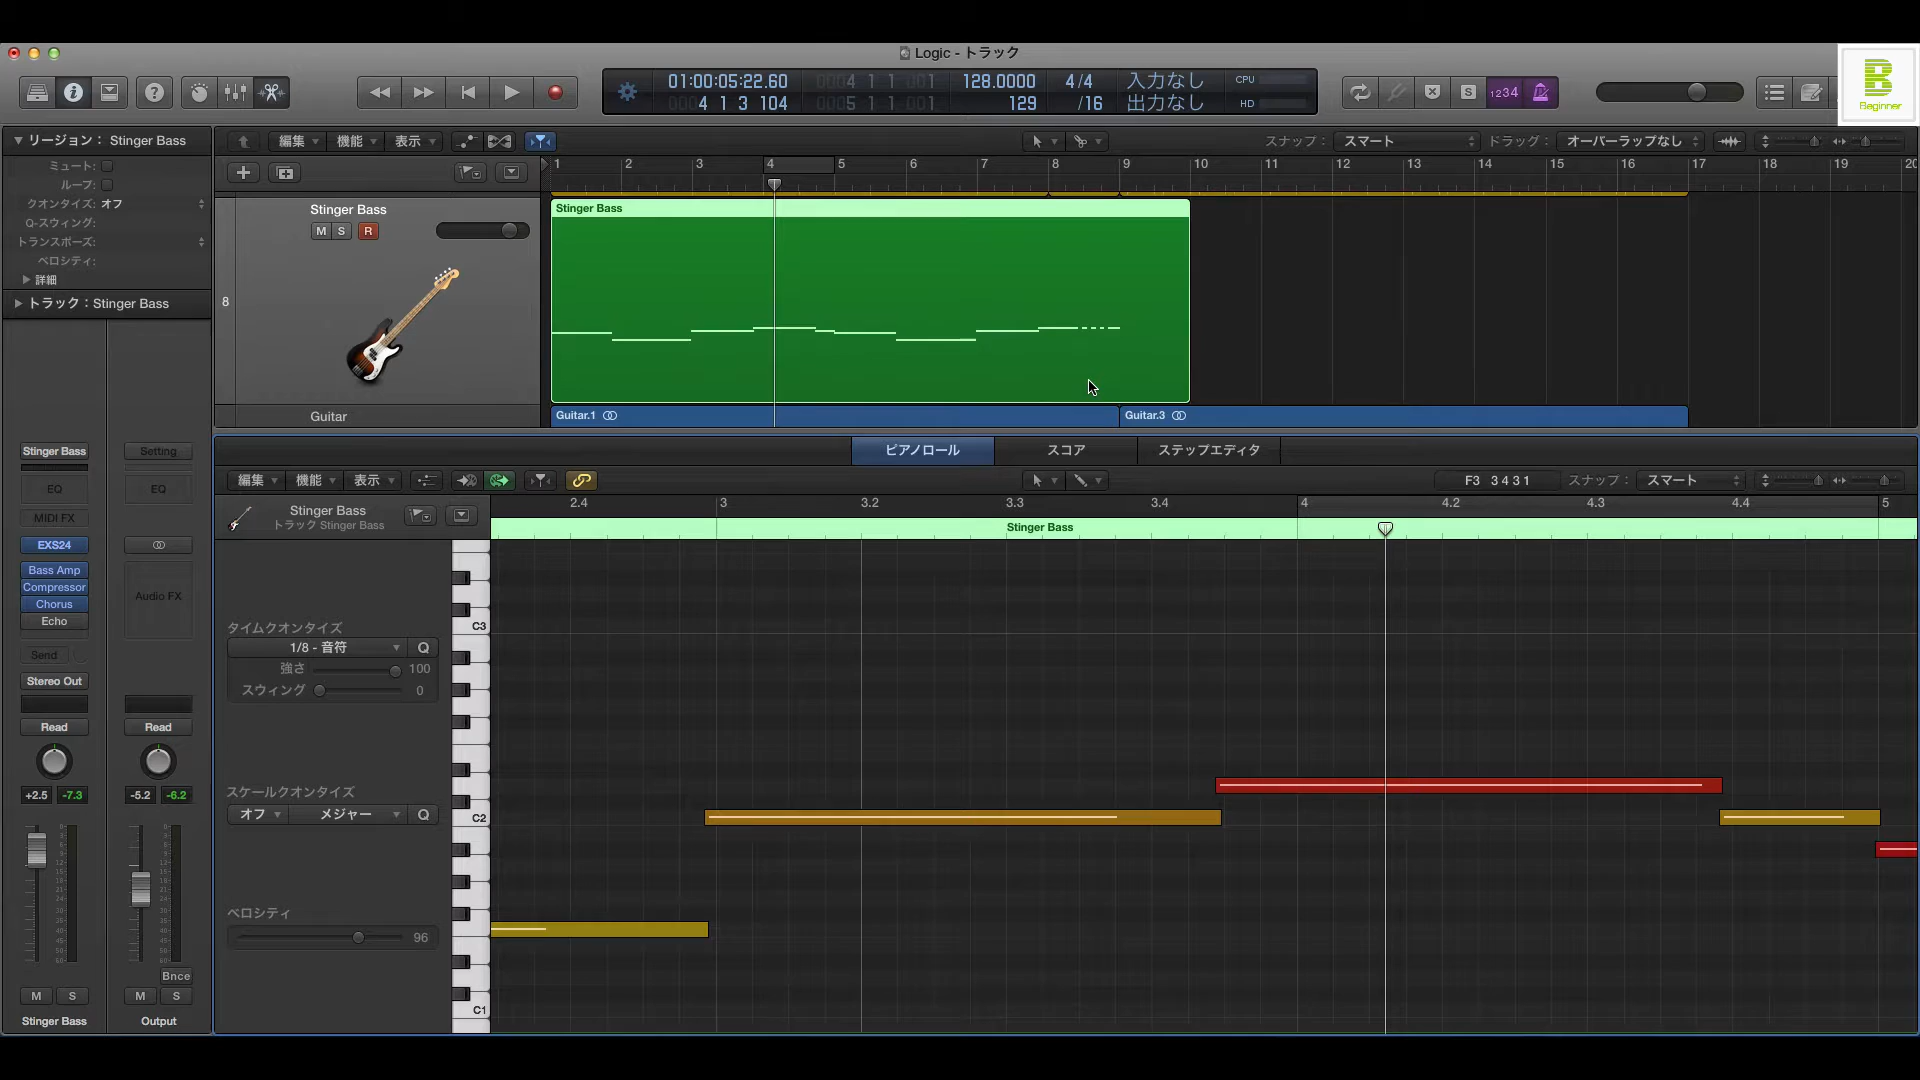 Logic - トラック
01:00:05:22.60
4 1 3 104
128.0000
129
4/4
/16
入力なし
出力なし
CPU
HD
1234
B
Beginner
リージョン： Stinger Bass
ミュート:
ループ:
クオンタイズ: オフ
Q-スウィング:
トランスポーズ:
ベロシティ:
詳細
トラック：Stinger Bass
編集 機能 表示
スナップ： スマート
ドラッグ： オーバーラップなし
1 2 3 4 5 6 7 8 9 10 11 12 13 14 15 16 17 18 19 20
8
Stinger Bass
M S R
Stinger Bass
Guitar
Guitar.1
Guitar.3
ピアノロール スコア ステップエディタ
編集 機能 表示
F3 3 4 3 1
スナップ： スマート
2.4 3 3.2 3.3 3.4 4 4.2 4.3 4.4 5
Stinger Bass
トラック Stinger Bass
Stinger Bass
タイムクオンタイズ
1/8 - 音符 Q
強さ 100
スウィング 0
スケールクオンタイズ
オフ メジャー Q
ベロシティ
96
C3
C2
C1
Stinger Bass Setting
EQ EQ
MIDI FX
EXS24
Bass Amp
Compressor
Chorus
Echo
Audio FX
Send
Stereo Out
Read Read
+2.5 -7.3 -5.2 -6.2
Bnce
M S M S
Stinger Bass Output